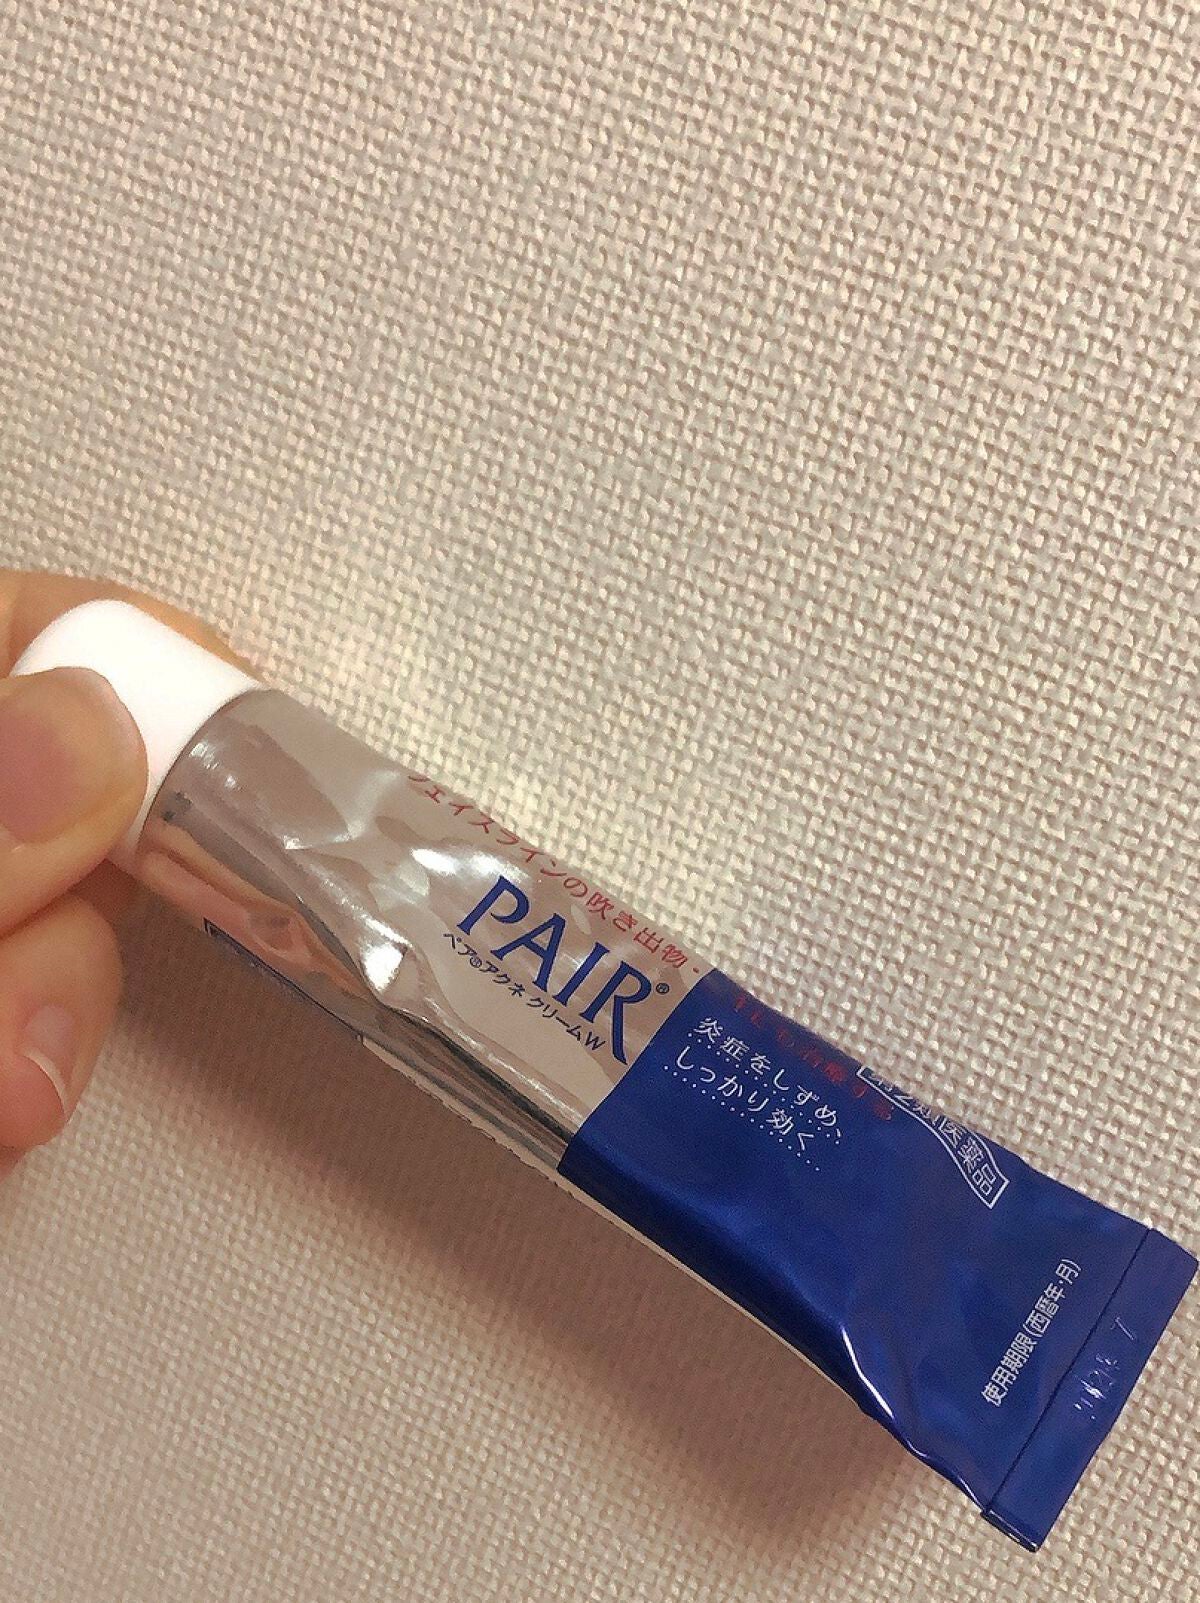 フェイスラインの吹き出物・
PAIR®
ペア®アクネクリームW
炎症をしずめ、
しっかり効く
第2類医薬品
使用期限(西暦年・月)